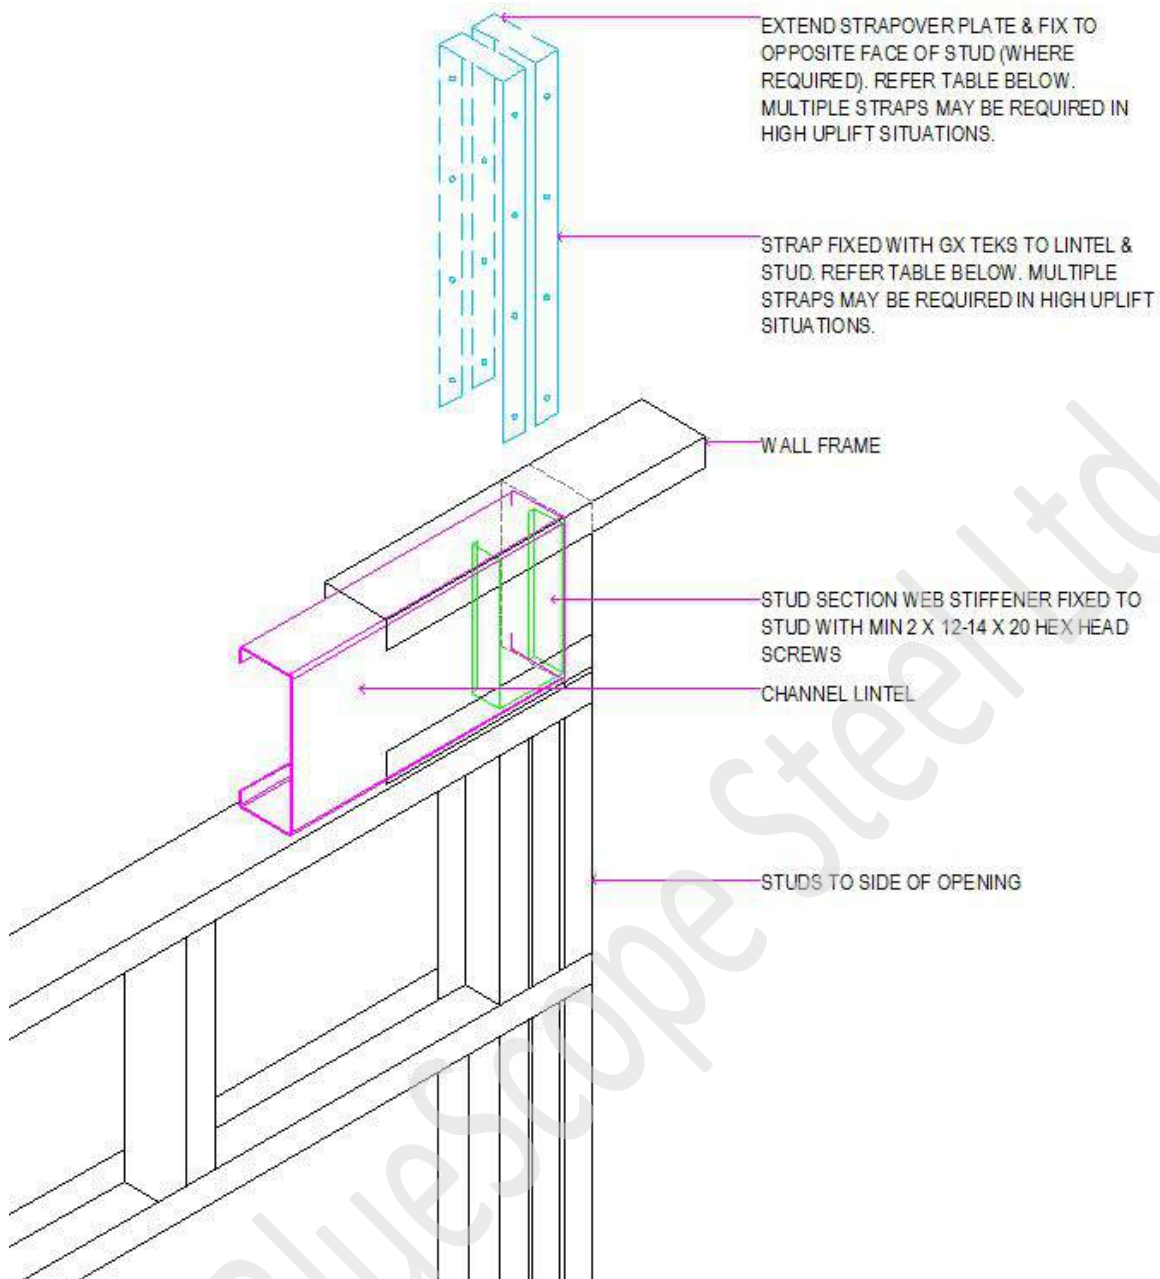 EXTEND STRAPOVER PLATE & FIX TO
OPPOSITE FACE OF STUD (WHERE
REQUIRED). REFER TABLE BELOW.
MULTIPLE STRAPS MAY BE REQUIRED IN
HIGH UPLIFT SITUATIONS.
STRAP FIXED WITH GX TEKS TO LINTEL &
STUD. REFER TABLE BELOW. MULTIPLE
STRAPS MAY BE REQUIRED IN HIGH UPLIFT
SITUATIONS.
WALL FRAME
STUD SECTION WEB STIFFENER FIXED TO
STUD WITH MIN 2 X 12-14 X 20 HEX HEAD
SCREWS
CHANNEL LINTEL
STUDS TO SIDE OF OPENING
lueScope Steel Ltd